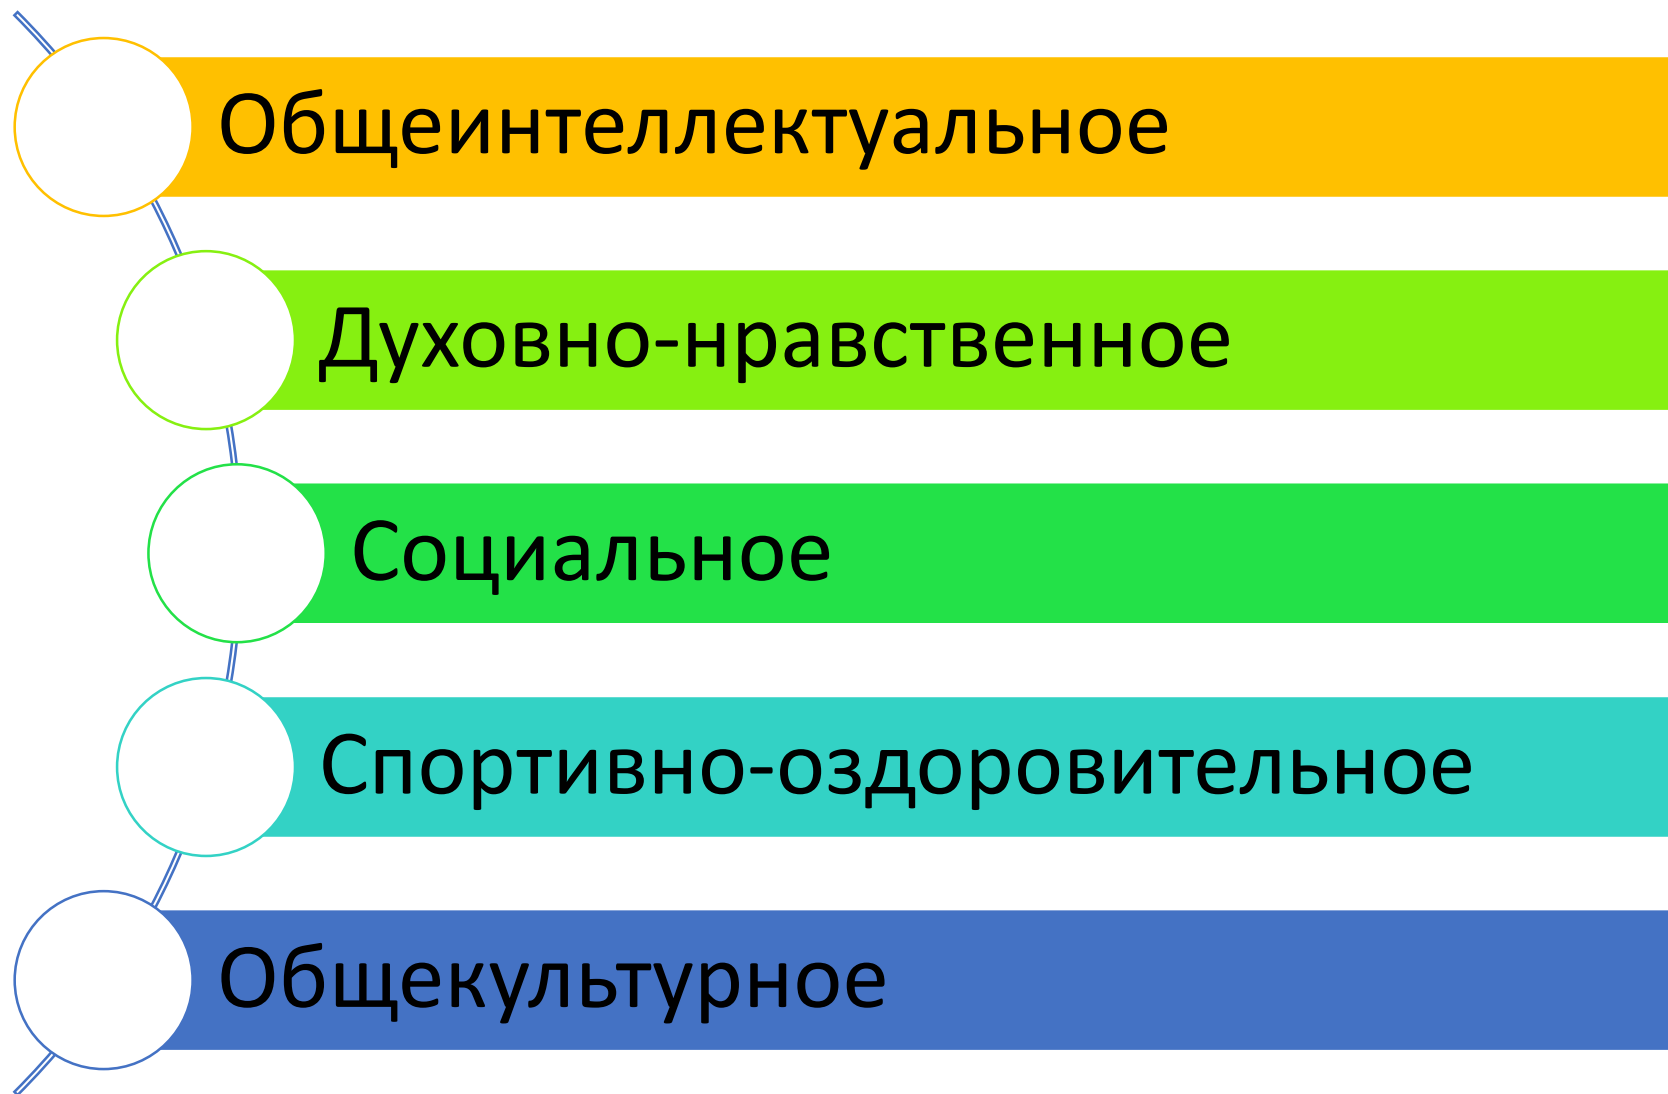 Общеинтеллектуальное
Духовно-нравственное
Социальное
Спортивно-оздоровительное
Общекультурное